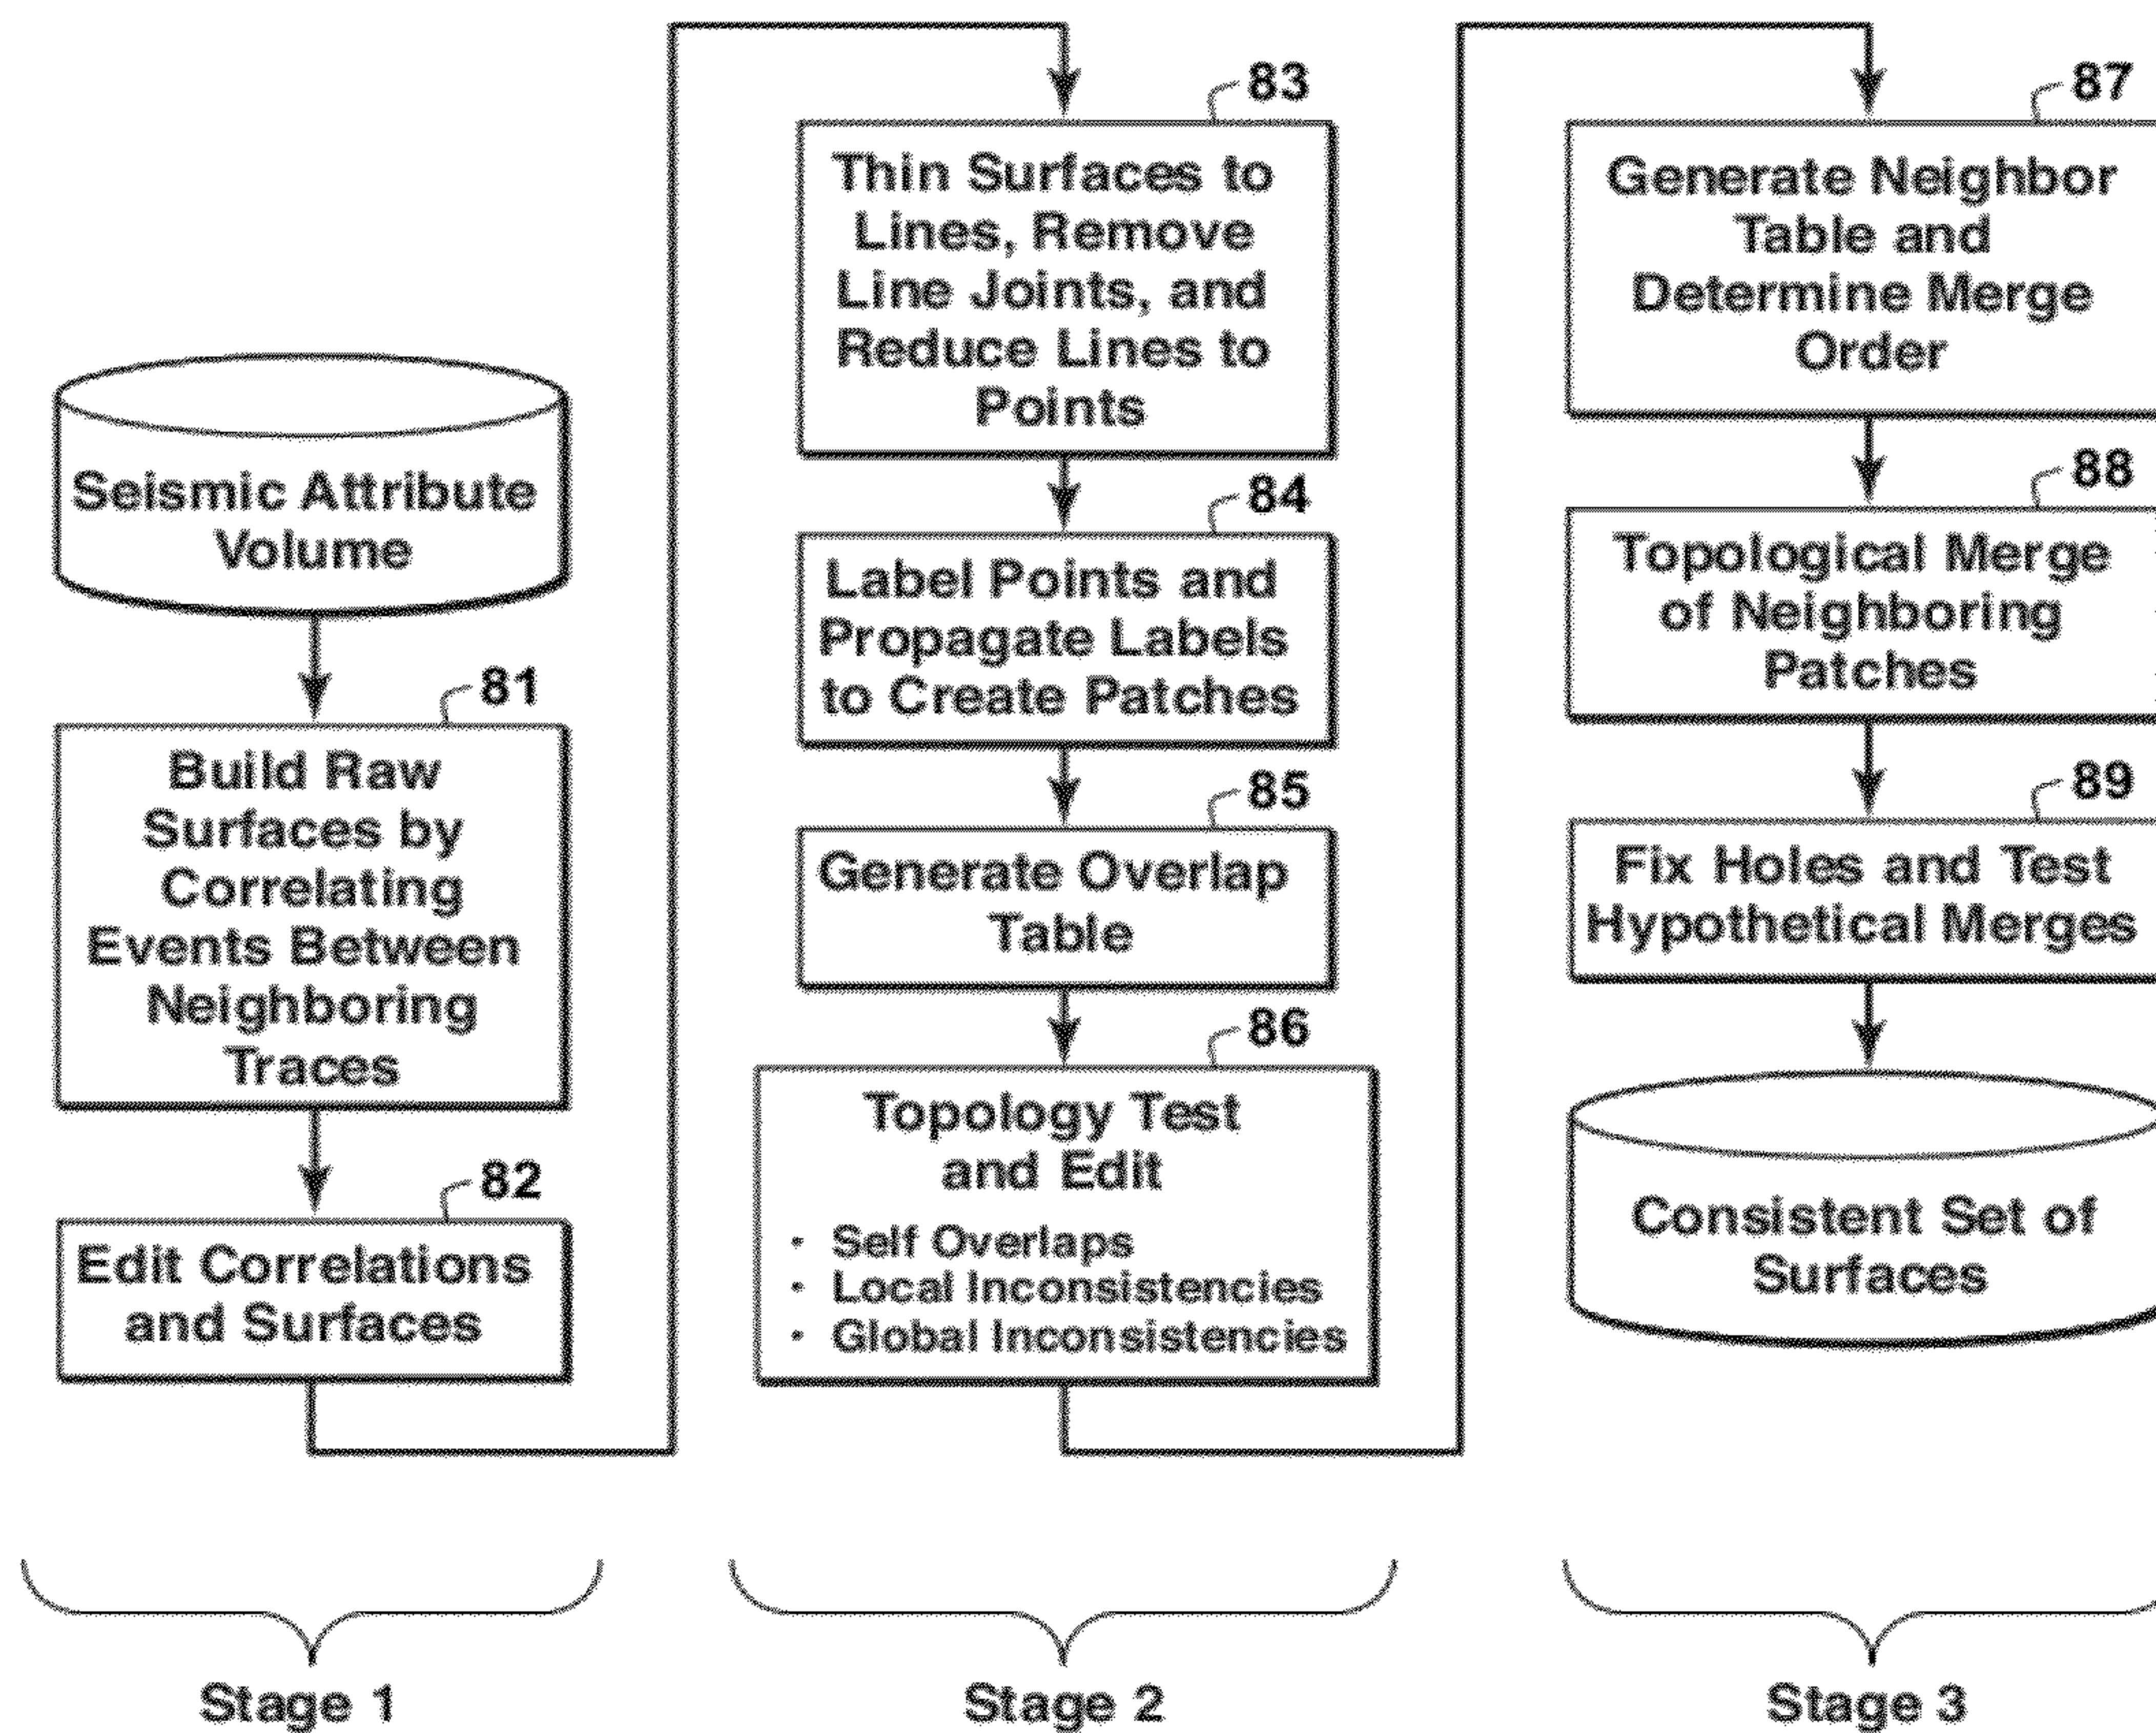 Seismic Attribute
Volume
81
Build Raw
Surfaces by
Correlating
Events Between
Neighboring
Traces
82
Edit Correlations
and Surfaces
Stage 1
83
Thin Surfaces to
Lines, Remove
Line Joints, and
Reduce Lines to
Points
84
Label Points and
Propagate Labels
to Create Patches
85
Generate Overlap
Table
86
Topology Test
and Edit
· Self Overlaps
· Local Inconsistencies
· Global Inconsistencies
Stage 2
87
Generate Neighbor
Table and
Determine Merge
Order
88
Topological Merge
of Neighboring
Patches
89
Fix Holes and Test
Hypothetical Merges
Consistent Set of
Surfaces
Stage 3